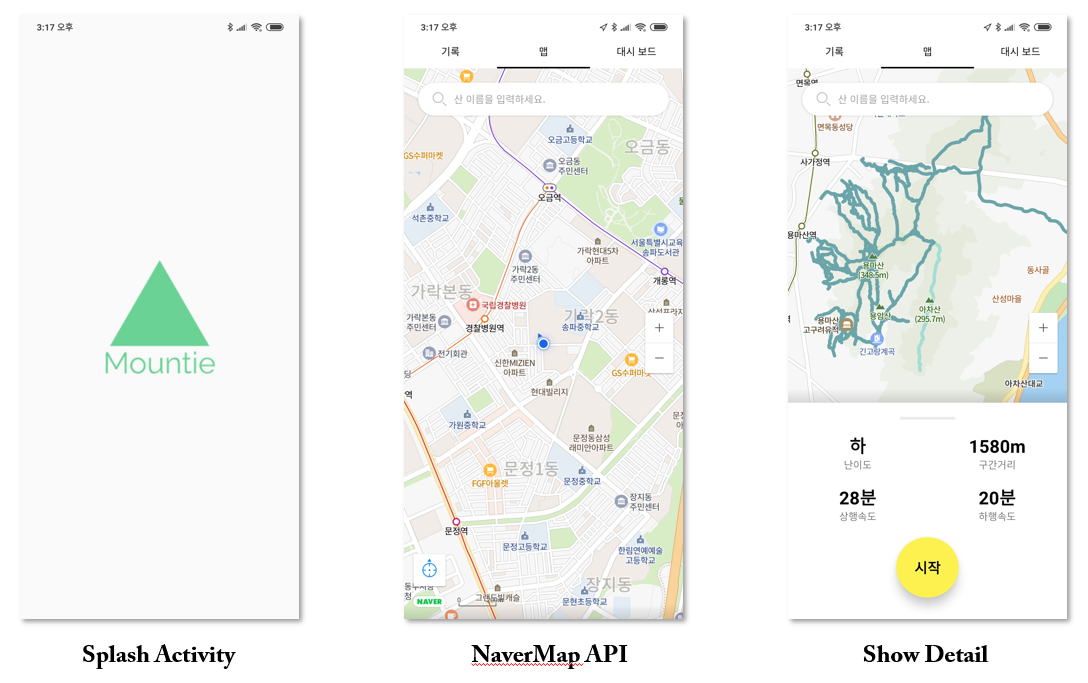 3:17 오후
Mountie
Splash Activity
3:17 오후
기록
맵
대시 보드
산 이름을 입력하세요.
오금고등학교
오금동
GS수퍼마켓
오금동
주민센터
오금역
석촌중학교
서울특별시교육
송파도서관
가락현대5차
아파트
가락2동
주민센터
개롱역
가락본동
국립경찰병원
가락2동
송파중학교
가락본동
주민센터
경찰병원역
전기회관
신한MIZIEN
아파트
GS수퍼마켓
당
현대빌리지
역
가원중학교
문정동삼성
래미안아파트
문정1동
FGF아울렛
문정중학교
장지동
주민센터
문정역
문정고등학교
한림연예예술
고등학교
장지동
NAVER
문현초등학교
NaverMap API
3:17 오후
기록
맵
대시 보드
면목역
산 이름을 입력하세요.
면목동성당
사가정역
용마산역
용마산
(348.5m)
동사골
산성마을
아차산
(295.7m)
용암산
용마산
고구려유적
긴고랑계곡
아차산대교
하
난이도
1580m
구간거리
28분
상행속도
20분
하행속도
시작
Show Detail